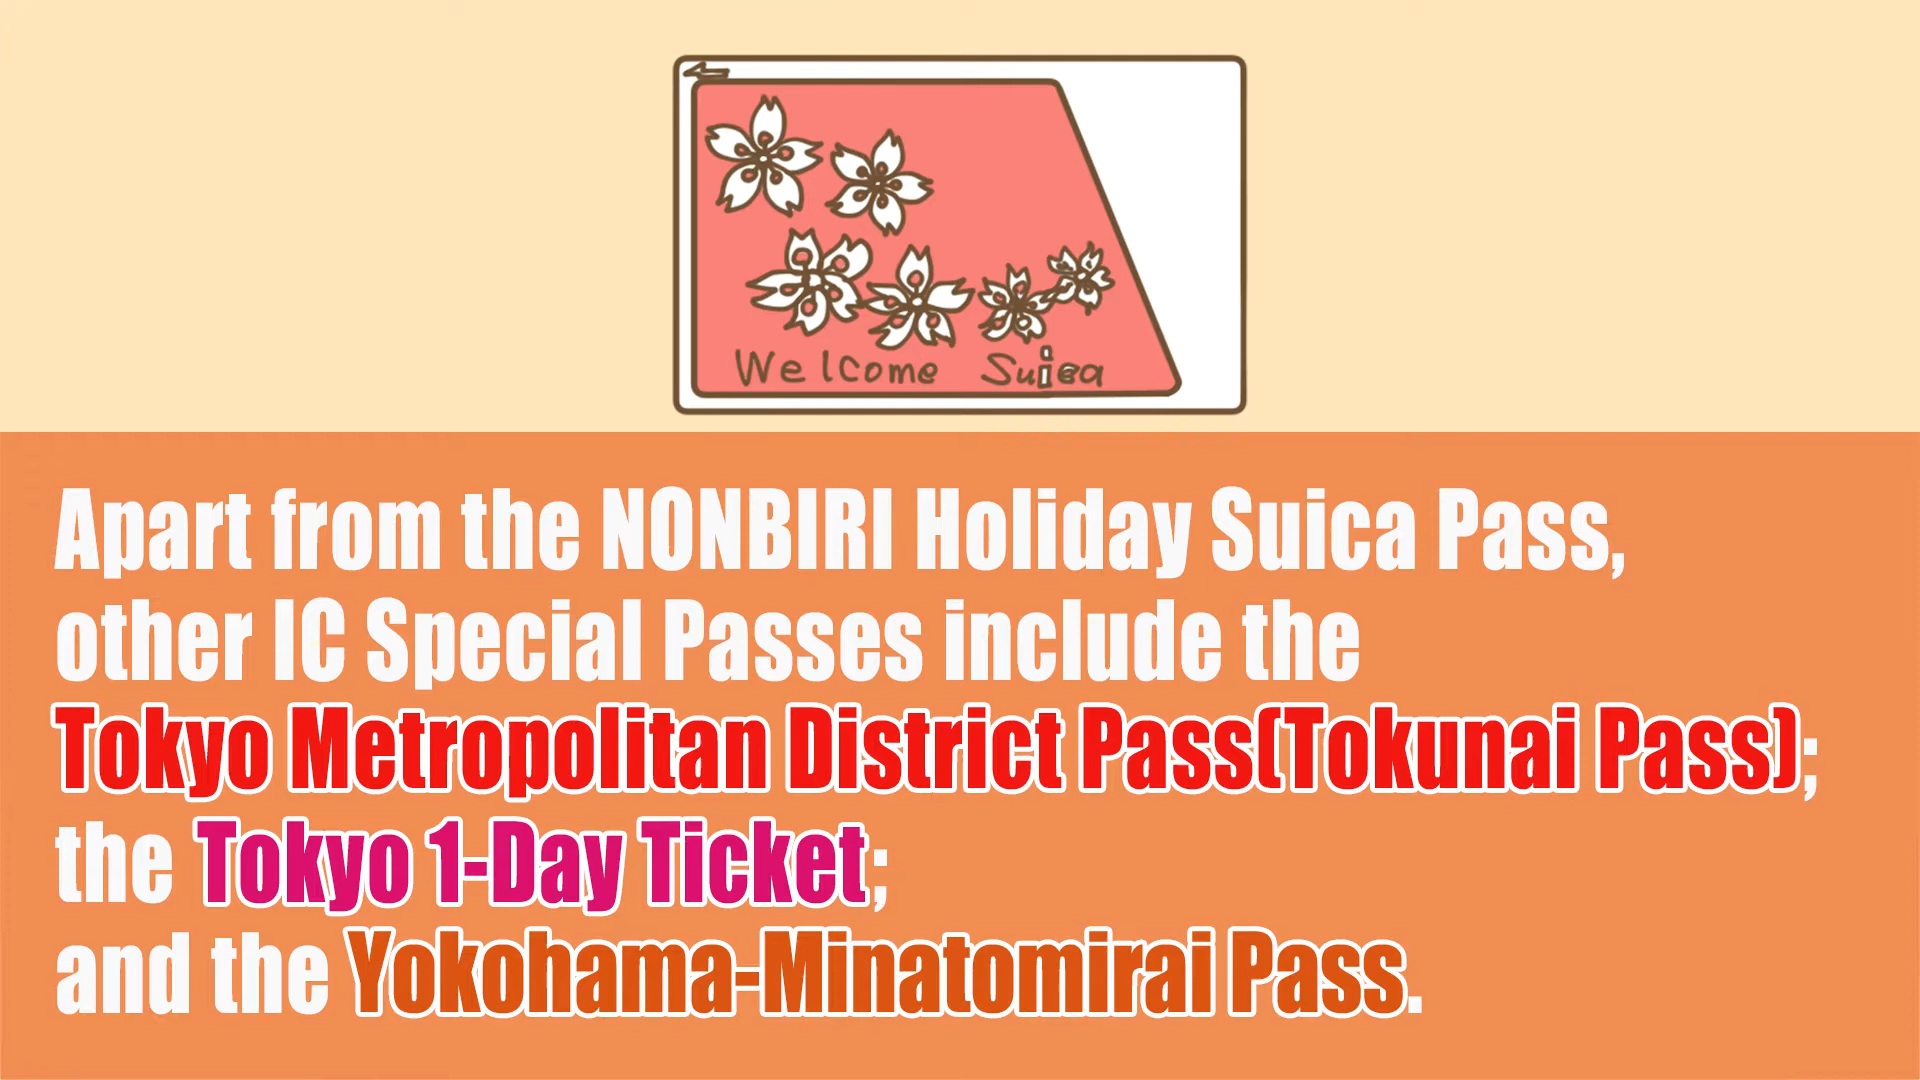 Welcome Suica
Apart from the NONBIRI Holiday Suica Pass,
other IC Special Passes include the
Tokyo Metropolitan District Pass(Tokunai Pass);
the Tokyo 1-Day Ticket;
and the Yokohama-Minatomirai Pass.